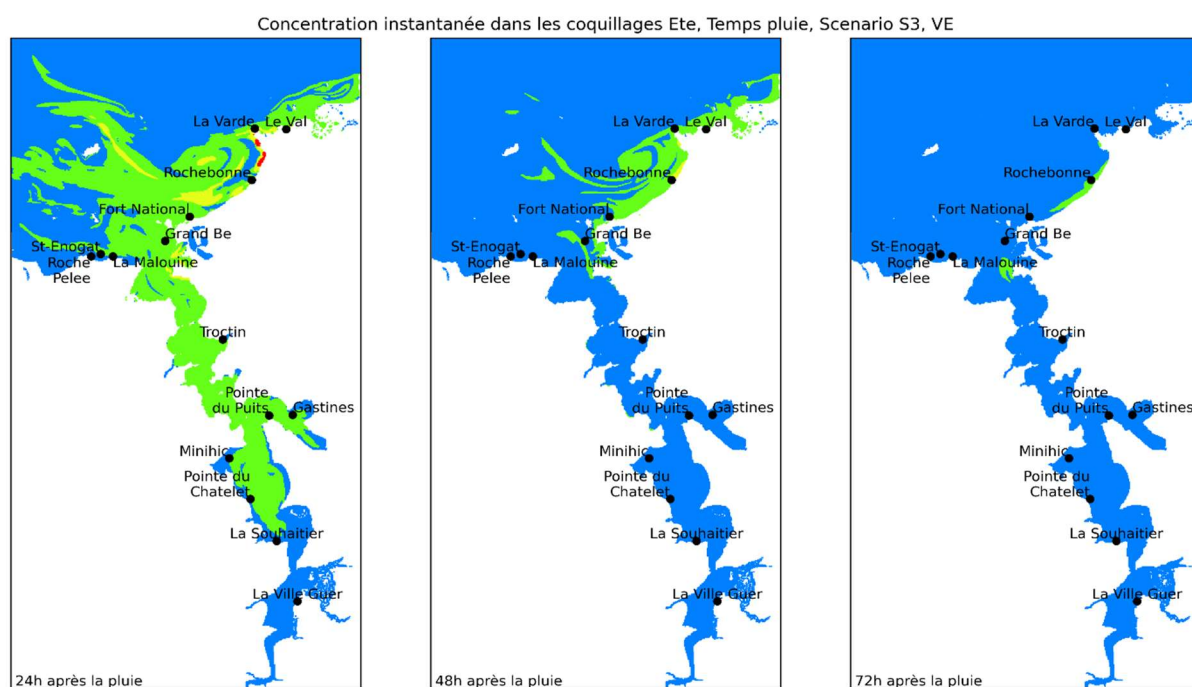 Concentration instantanée dans les coquillages Ete, Temps pluie, Scenario S3, VE
La Varde
Le Val
Rochebonne
Fort National
Grand Be
St-Enogat
Roche
Pelee
La Malouine
Troctin
Pointe
du Puits
Gastines
Minihic
Pointe du
Chatelet
La Souhaitier
La Ville Guer
24h après la pluie
La Varde
Le Val
Rochebonne
Fort National
Grand Be
St-Enogat
Roche
Pelee
La Malouine
Troctin
Pointe
du Puits
Gastines
Minihic
Pointe du
Chatelet
La Souhaitier
La Ville Guer
48h après la pluie
La Varde
Le Val
Rochebonne
Fort National
Grand Be
St-Enogat
Roche
Pelee
La Malouine
Troctin
Pointe
du Puits
Gastines
Minihic
Pointe du
Chatelet
La Souhaitier
La Ville Guer
72h après la pluie